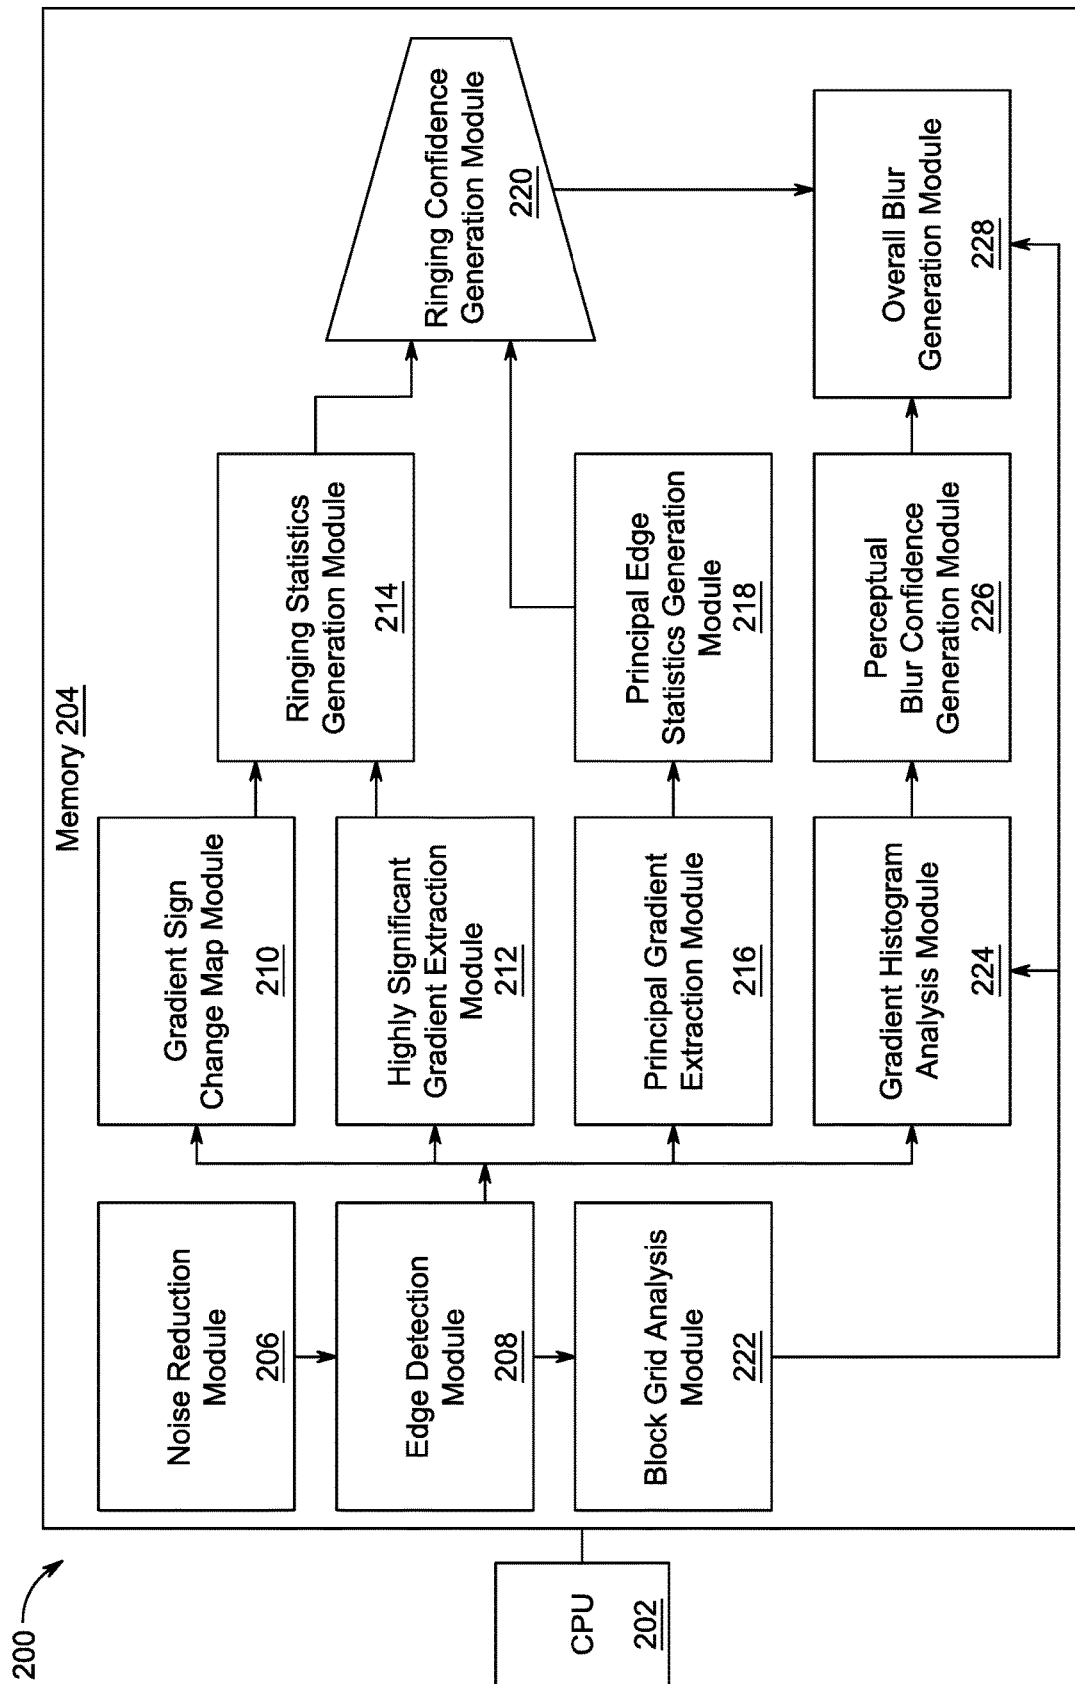 200
CPU
202
Memory 204
Noise Reduction
Module
206
Edge Detection
Module
208
Block Grid Analysis
Module
222
Gradient Sign
Change Map Module
210
Highly Significant
Gradient Extraction
Module
212
Principal Gradient
Extraction Module
216
Gradient Histogram
Analysis Module
224
Ringing Statistics
Generation Module
214
Principal Edge
Statistics Generation
Module
218
Perceptual
Blur Confidence
Generation Module
226
Ringing Confidence
Generation Module
220
Overall Blur
Generation Module
228